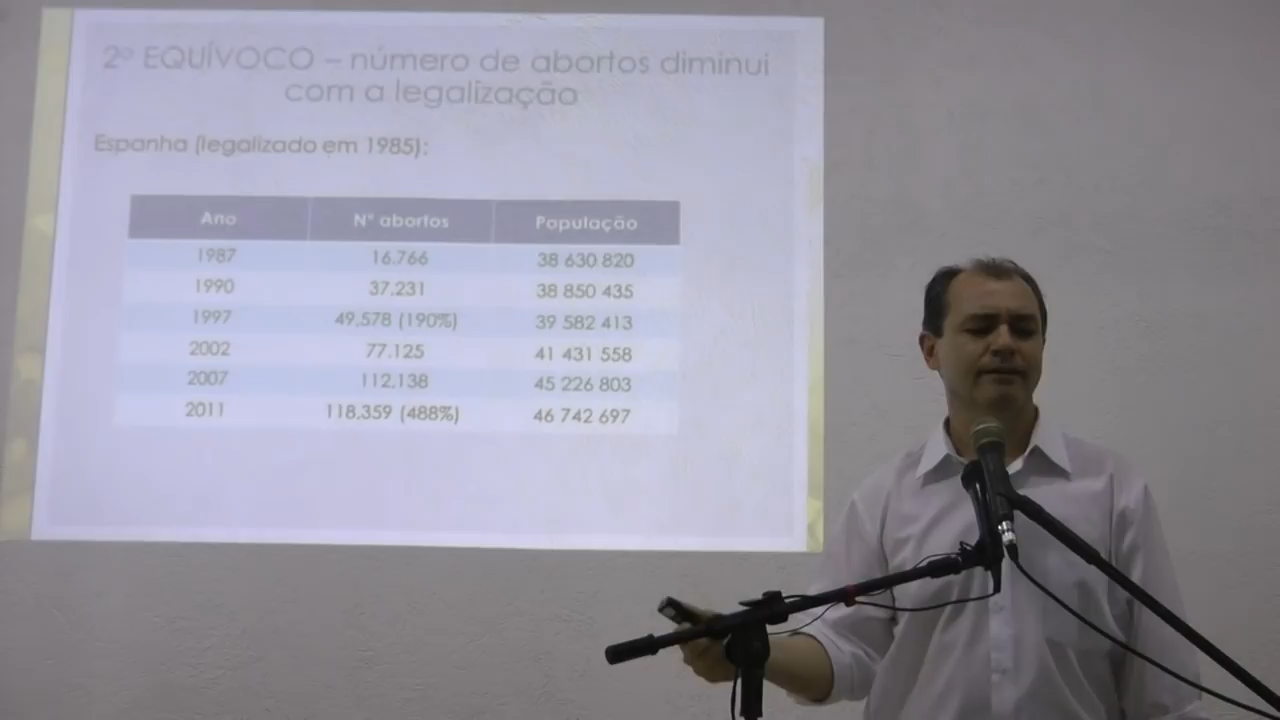 2º EQUÍVOCO – número de abortos diminui
com a legalização
Espanha (legalizado em 1985):
Ano Nº abortos População
1987 16.766 38 630 820
1990 37.231 38 850 435
1997 49.578 (190%) 39 582 413
2002 77.125 41 431 558
2007 112.138 45 226 803
2011 118.359 (488%) 46 742 697